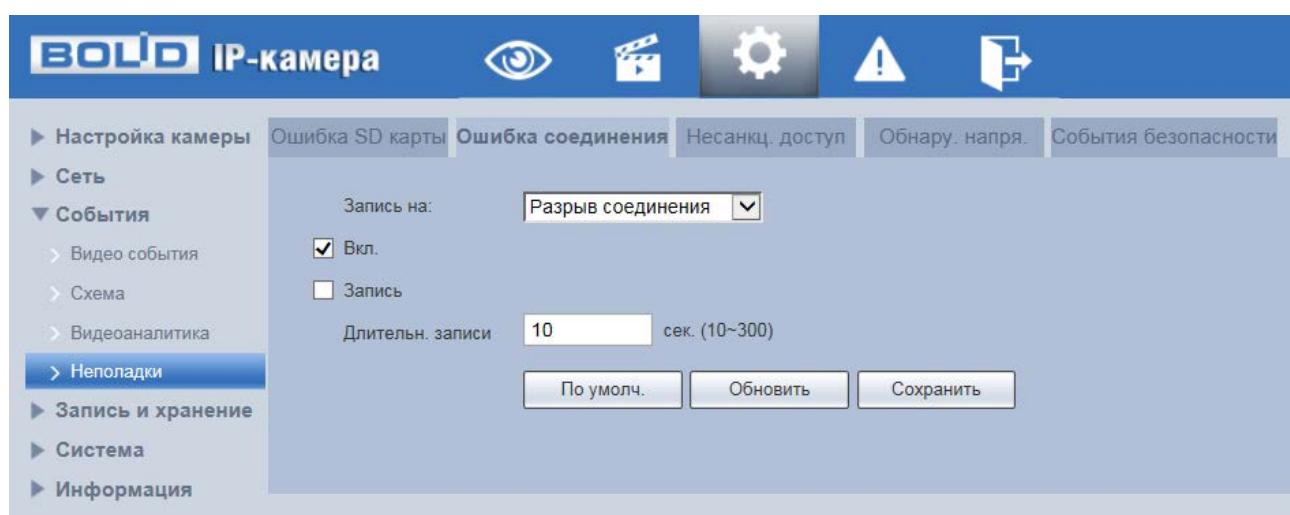 BOLID IP-камера
Настройка камеры
Сеть
События
Видео события
Схема
Видеоаналитика
Неполадки
Запись и хранение
Система
Информация
Ошибка SD карты Ошибка соединения Несанкц. доступ Обнару. напря. События безопасности
Запись на: Разрыв соединения
Вкл.
Запись
Длительн. записи 10 сек. (10~300)
По умолч. Обновить Сохранить